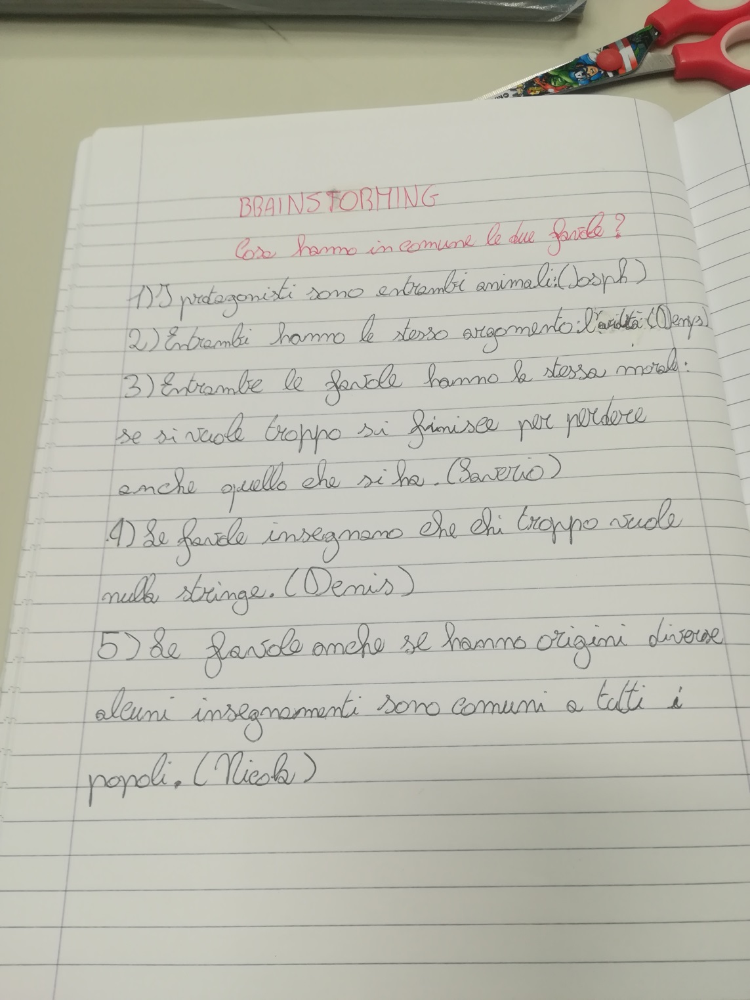 BRAINSTORMING
Cosa hanno in comune le due favole?
1) I protagonisti sono entrambi animali.(Josph)
2) Entrambi hanno lo stesso argomento: l'avidità.(Denys)
3) Entrambe le favole hanno la stessa morale:
se si vuole troppo si finisce per perdere
anche quello che si ha. (Saverio)
4) Le favole insegnano che chi troppo vuole
nulla stringe. (Denis)
5) Le favole anche se hanno origini diverse
alcuni insegnamenti sono comuni a tutti i
popoli. (Nicola)